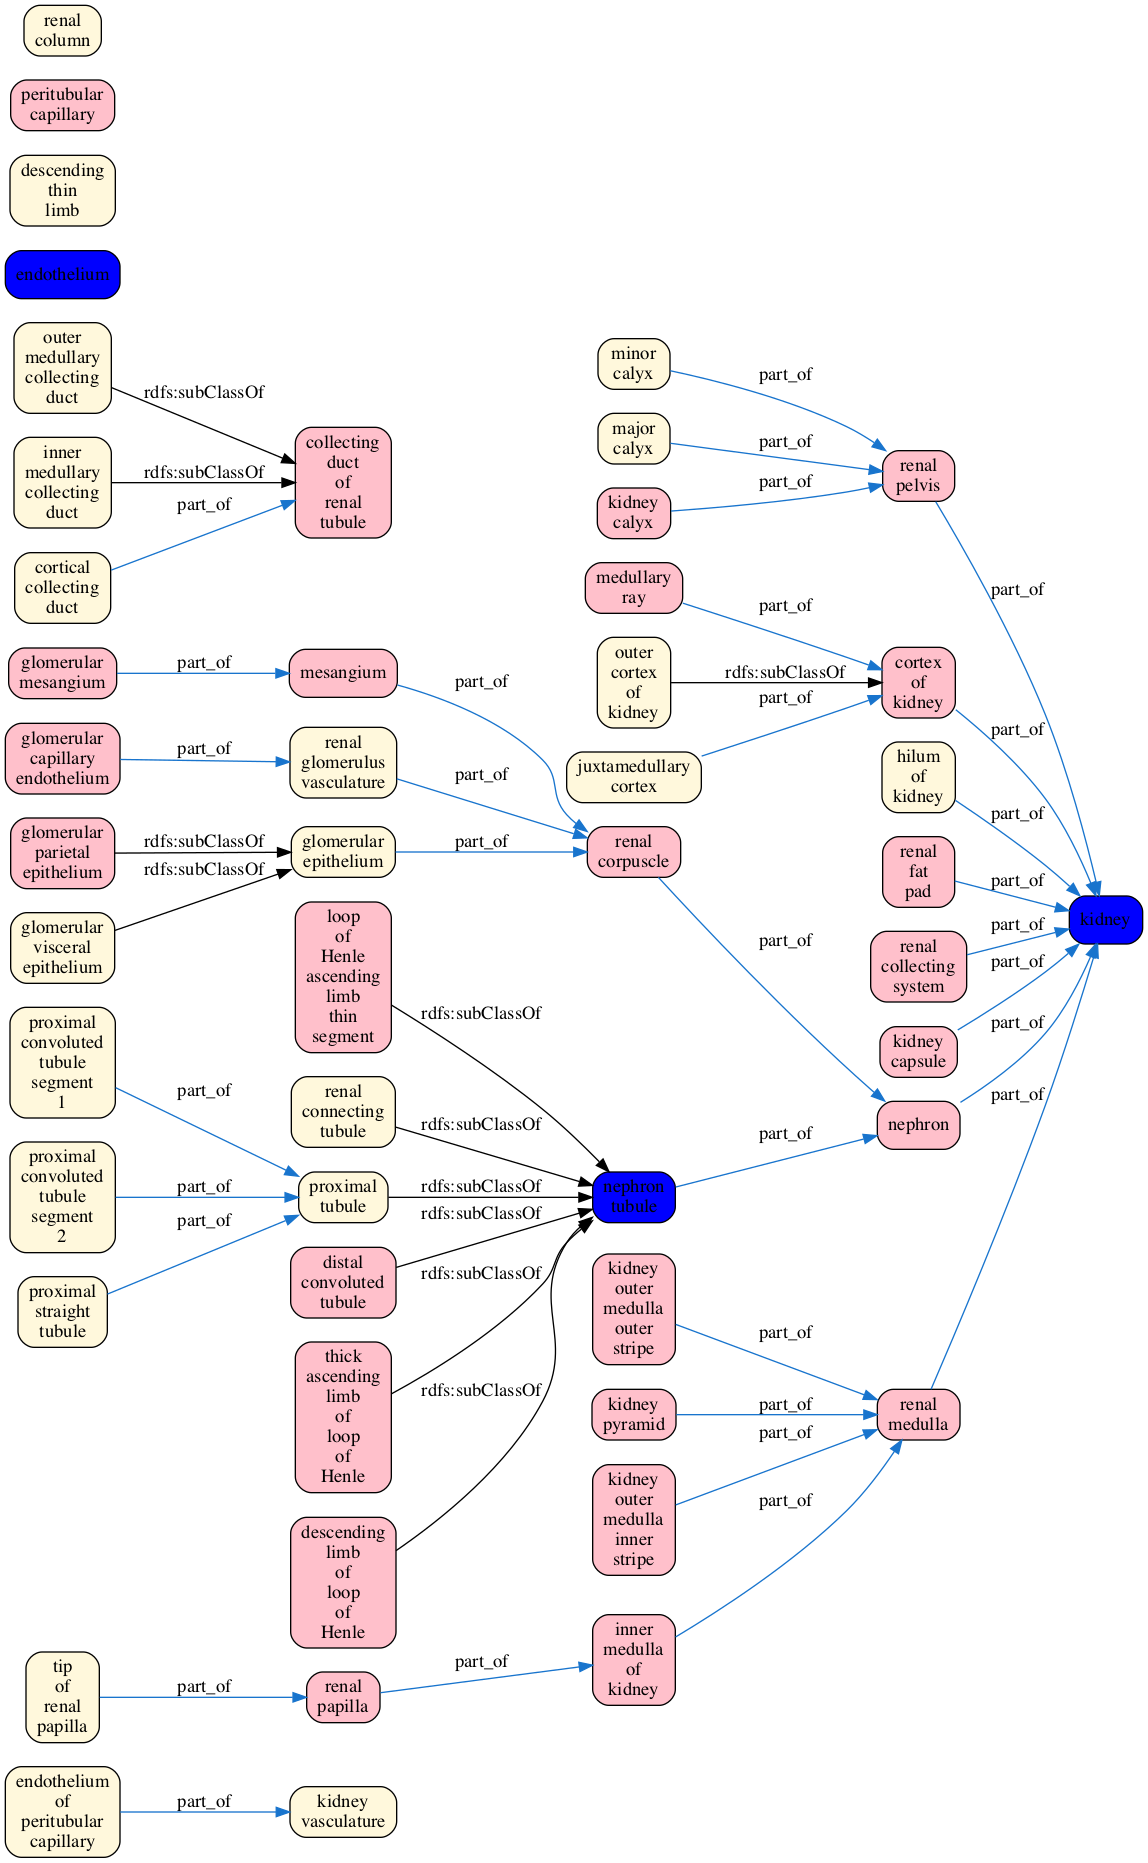 renal
column
peritubular
capillary
descending
thin
limb
endothelium
outer
medullary
collecting
duct
inner
medullary
collecting
duct
cortical
collecting
duct
rdfs:subClassOf
rdfs:subClassOf
part_of
collecting
duct
of
renal
tubule
glomerular
mesangium
part_of
mesangium
part_of
glomerular
capillary
endothelium
part_of
renal
glomerulus
vasculature
part_of
glomerular
parietal
epithelium
rdfs:subClassOf
glomerular
visceral
epithelium
rdfs:subClassOf
glomerular
epithelium
part_of
proximal
convoluted
tubule
segment
1
part_of
proximal
convoluted
tubule
segment
2
part_of
proximal
straight
tubule
part_of
loop
of
Henle
ascending
limb
thin
segment
rdfs:subClassOf
renal
connecting
tubule
rdfs:subClassOf
proximal
tubule
rdfs:subClassOf
distal
convoluted
tubule
rdfs:subClassOf
thick
ascending
limb
of
loop
of
Henle
rdfs:subClassOf
descending
limb
of
loop
of
Henle
rdfs:subClassOf
tip
of
renal
papilla
part_of
renal
papilla
part_of
endothelium
of
peritubular
capillary
part_of
kidney
vasculature
minor
calyx
part_of
major
calyx
part_of
kidney
calyx
part_of
renal
pelvis
part_of
medullary
ray
part_of
outer
cortex
of
kidney
rdfs:subClassOf
juxtamedullary
cortex
part_of
cortex
of
kidney
part_of
renal
corpuscle
part_of
hilum
of
kidney
part_of
renal
fat
pad
part_of
renal
collecting
system
part_of
kidney
capsule
part_of
kidney
nephron
part_of
nephron
tubule
part_of
kidney
outer
medulla
outer
stripe
part_of
kidney
pyramid
part_of
kidney
outer
medulla
inner
stripe
part_of
inner
medulla
of
kidney
part_of
renal
medulla
part_of